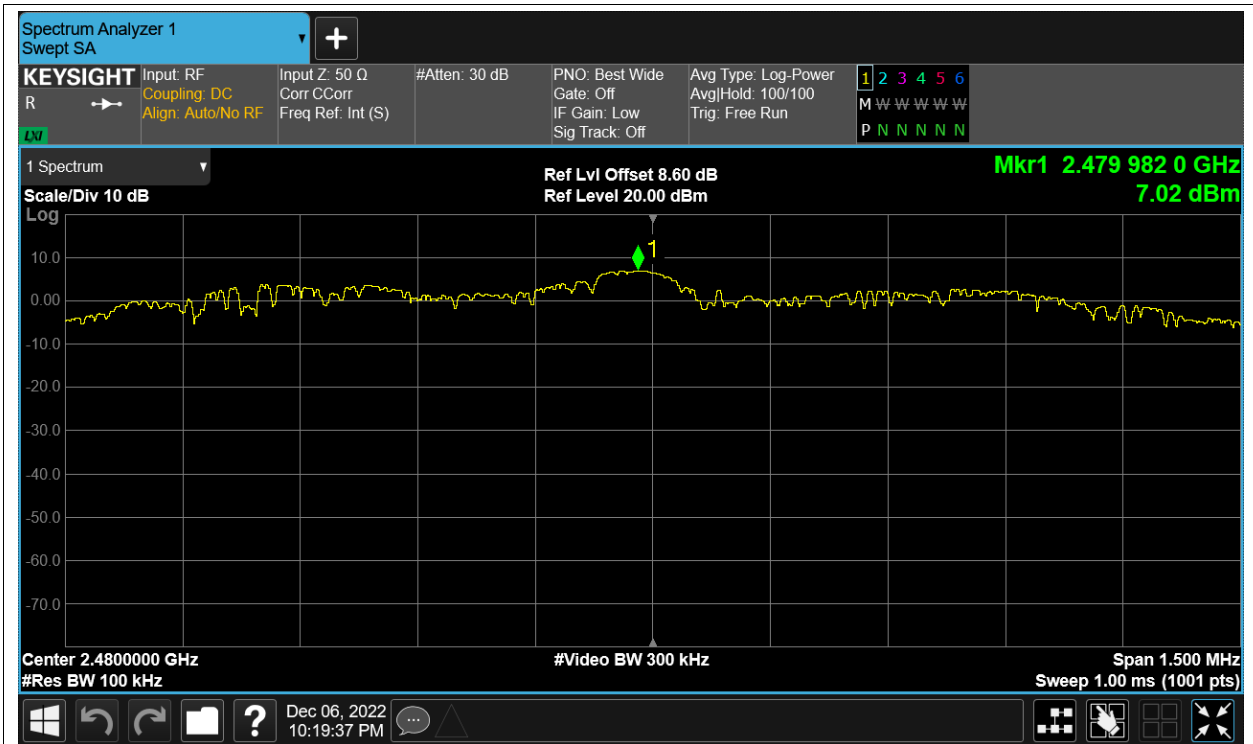 Spectrum Analyzer 1
Swept SA
KEYSIGHT
R
LXI
Input: RF
Coupling: DC
Align: Auto/No RF
Input Z: 50 Ω
Corr CCorr
Freq Ref: Int (S)
#Atten: 30 dB
PNO: Best Wide
Gate: Off
IF Gain: Low
Sig Track: Off
Avg Type: Log-Power
Avg|Hold: 100/100
Trig: Free Run
1 2 3 4 5 6
M W W W W W
P N N N N N
1 Spectrum
Scale/Div 10 dB
Log
Ref Lvl Offset 8.60 dB
Ref Level 20.00 dBm
Mkr1 2.479 982 0 GHz
7.02 dBm
1
10.0
0.00
-10.0
-20.0
-30.0
-40.0
-50.0
-60.0
-70.0
Center 2.4800000 GHz
#Res BW 100 kHz
#Video BW 300 kHz
Span 1.500 MHz
Sweep 1.00 ms (1001 pts)
?
Dec 06, 2022
10:19:37 PM